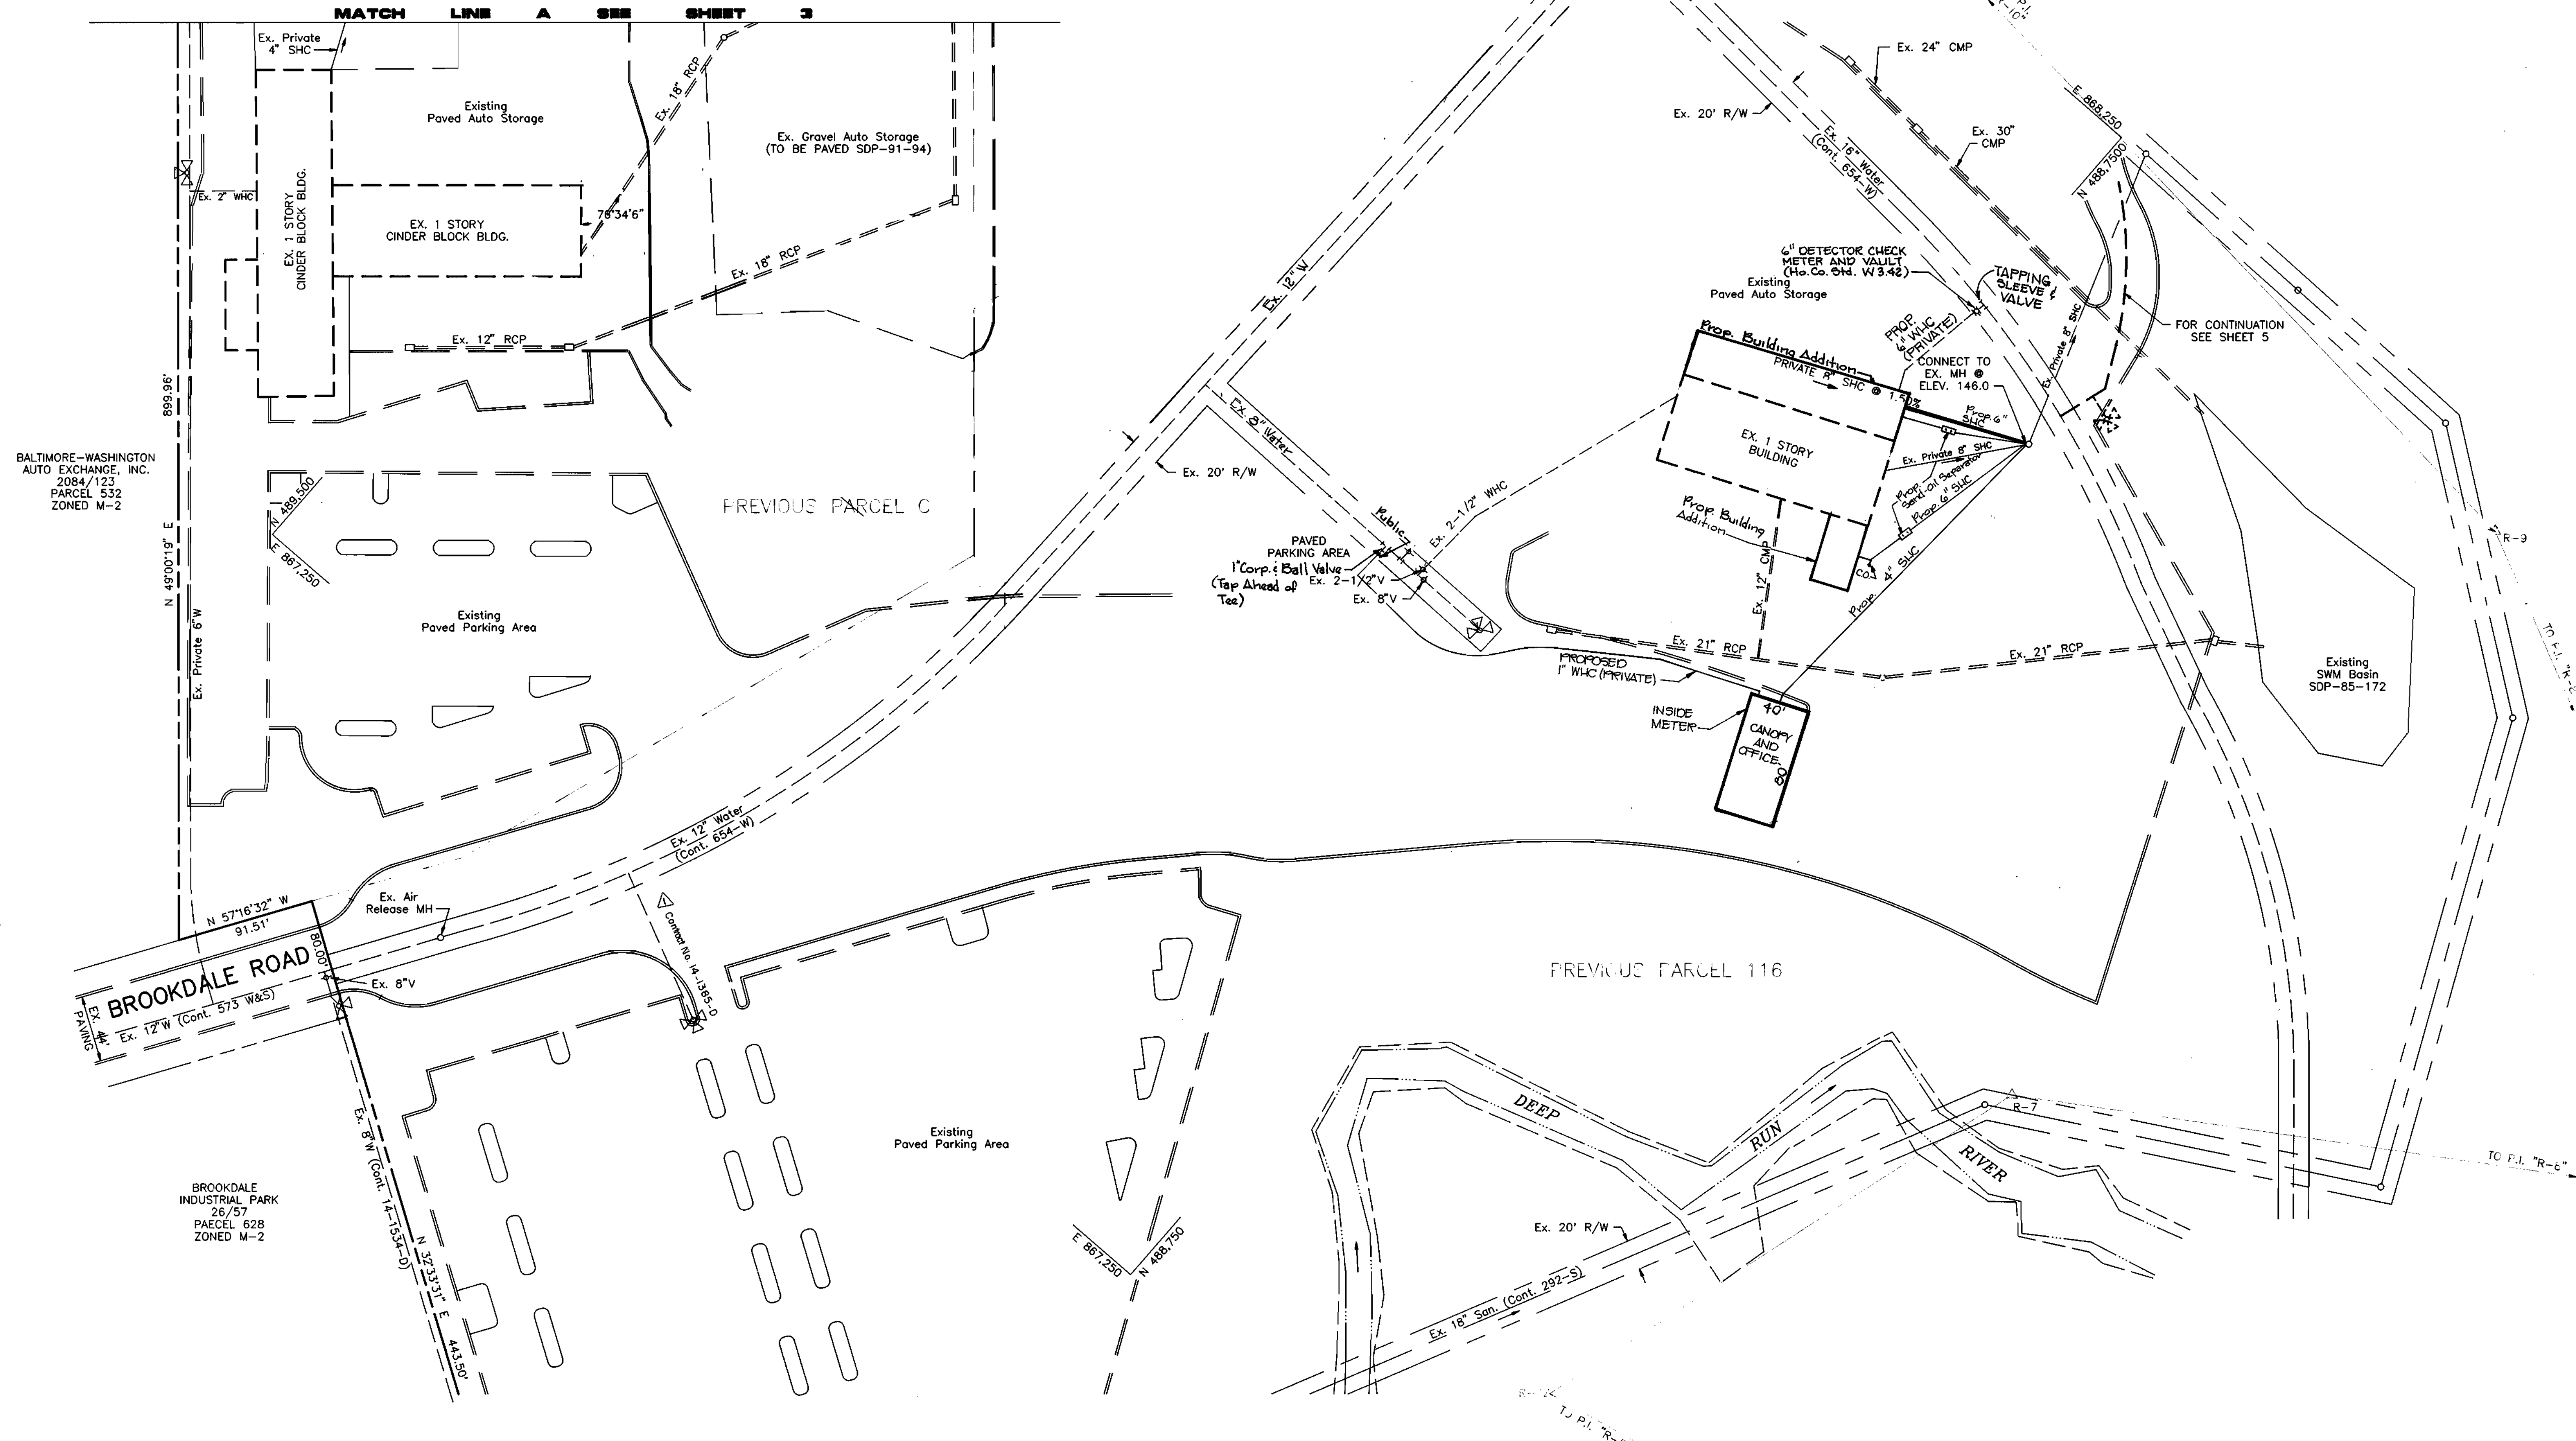 MATCH LINE A SEE SHEET 3
Ex. Private
4" SHC
Existing
Paved Auto Storage
Ex. 18" RCP
Ex. Gravel Auto Storage
(TO BE PAVED SDP-91-94)
Ex. 2" WHC
EX. 1 STORY
CINDER BLOCK BLDG.
EX. 1 STORY
CINDER BLOCK BLDG.
76°34'6"
Ex. 18" RCP
Ex. 12" RCP
899.96'
N 49°00'19" E
BALTIMORE-WASHINGTON
AUTO EXCHANGE, INC.
2084/123
PARCEL 532
ZONED M-2
Ex. Private 6"W
N 489,500
E 867,250
PREVIOUS PARCEL C
Existing
Paved Parking Area
Ex. 12" W
Ex. 20' R/W
Ex. 8" Water
Ex. 12" Water
(Cont. 654-W)
Ex. Air
Release MH
N 57°16'32" W
91.51'
80.00'
BROOKDALE ROAD
Ex. 12"W (Cont. 573 W&S)
EX. 44'
PAVING
Ex. 8"V
1
Contract No. 14-1365-D
Ex. 8"W (Cont. 14-1534-D)
N 32°33'31" E
443.50'
BROOKDALE
INDUSTRIAL PARK
26/57
PAECEL 628
ZONED M-2
Existing
Paved Parking Area
E 867,250
N 488,750
Ex. 24" CMP
Ex. 20' R/W
Ex. 16" Water
(Cont. 654-W)
Ex. 30"
CMP
P.I.
R-10"
E 868,250
N 488,7500
6" DETECTOR CHECK
METER AND VAULT
(Ho.Co.Std. W3.42)
Existing
Paved Auto Storage
TAPPING
SLEEVE &
VALVE
PROP.
6" WHC
(PRIVATE)
FOR CONTINUATION
SEE SHEET 5
Ex. Private 8" SHC
Prop. Building Addition
PRIVATE 8" SHC @ 1.50%
CONNECT TO
EX. MH @
ELEV. 146.0
Prop. 6"
SHC
EX. 1 STORY
BUILDING
Ex. Private 8" SHC
Prop.
Sand-Oil Separator
Prop. 6" SHC
Prop. Building
Addition
CO
Prop. 4" SHC
Ex. 12" CMP
Public
Ex. 2-1/2" WHC
PAVED
PARKING AREA
1" Corp. & Ball Valve
(Tap Ahead of
Tee)
Ex. 2-1/2"V
Ex. 8"V
Ex. 21" RCP
Ex. 21" RCP
PROPOSED
1" WHC (PRIVATE)
INSIDE
METER
40'
CANOPY
AND
OFFICE
80'
Existing
SWM Basin
SDP-85-172
R-9
PREVIOUS PARCEL 116
DEEP
RUN
RIVER
R-7
TO P.I. "R-6"
Ex. 20' R/W
Ex. 18" San. (Cont. 292-S)